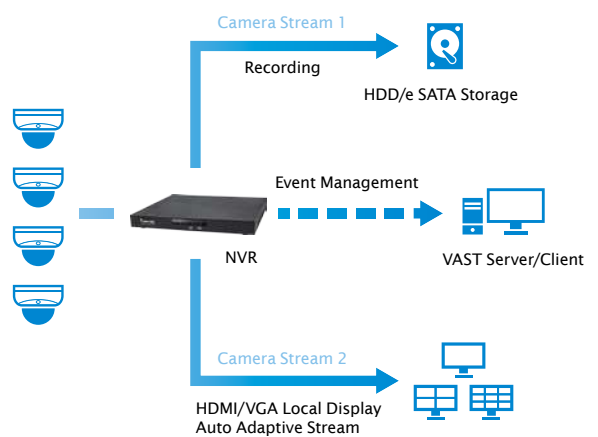 Camera Stream 1
Recording
HDD/e SATA Storage
Event Management
NVR
VAST Server/Client
Camera Stream 2
HDMI/VGA Local Display
Auto Adaptive Stream